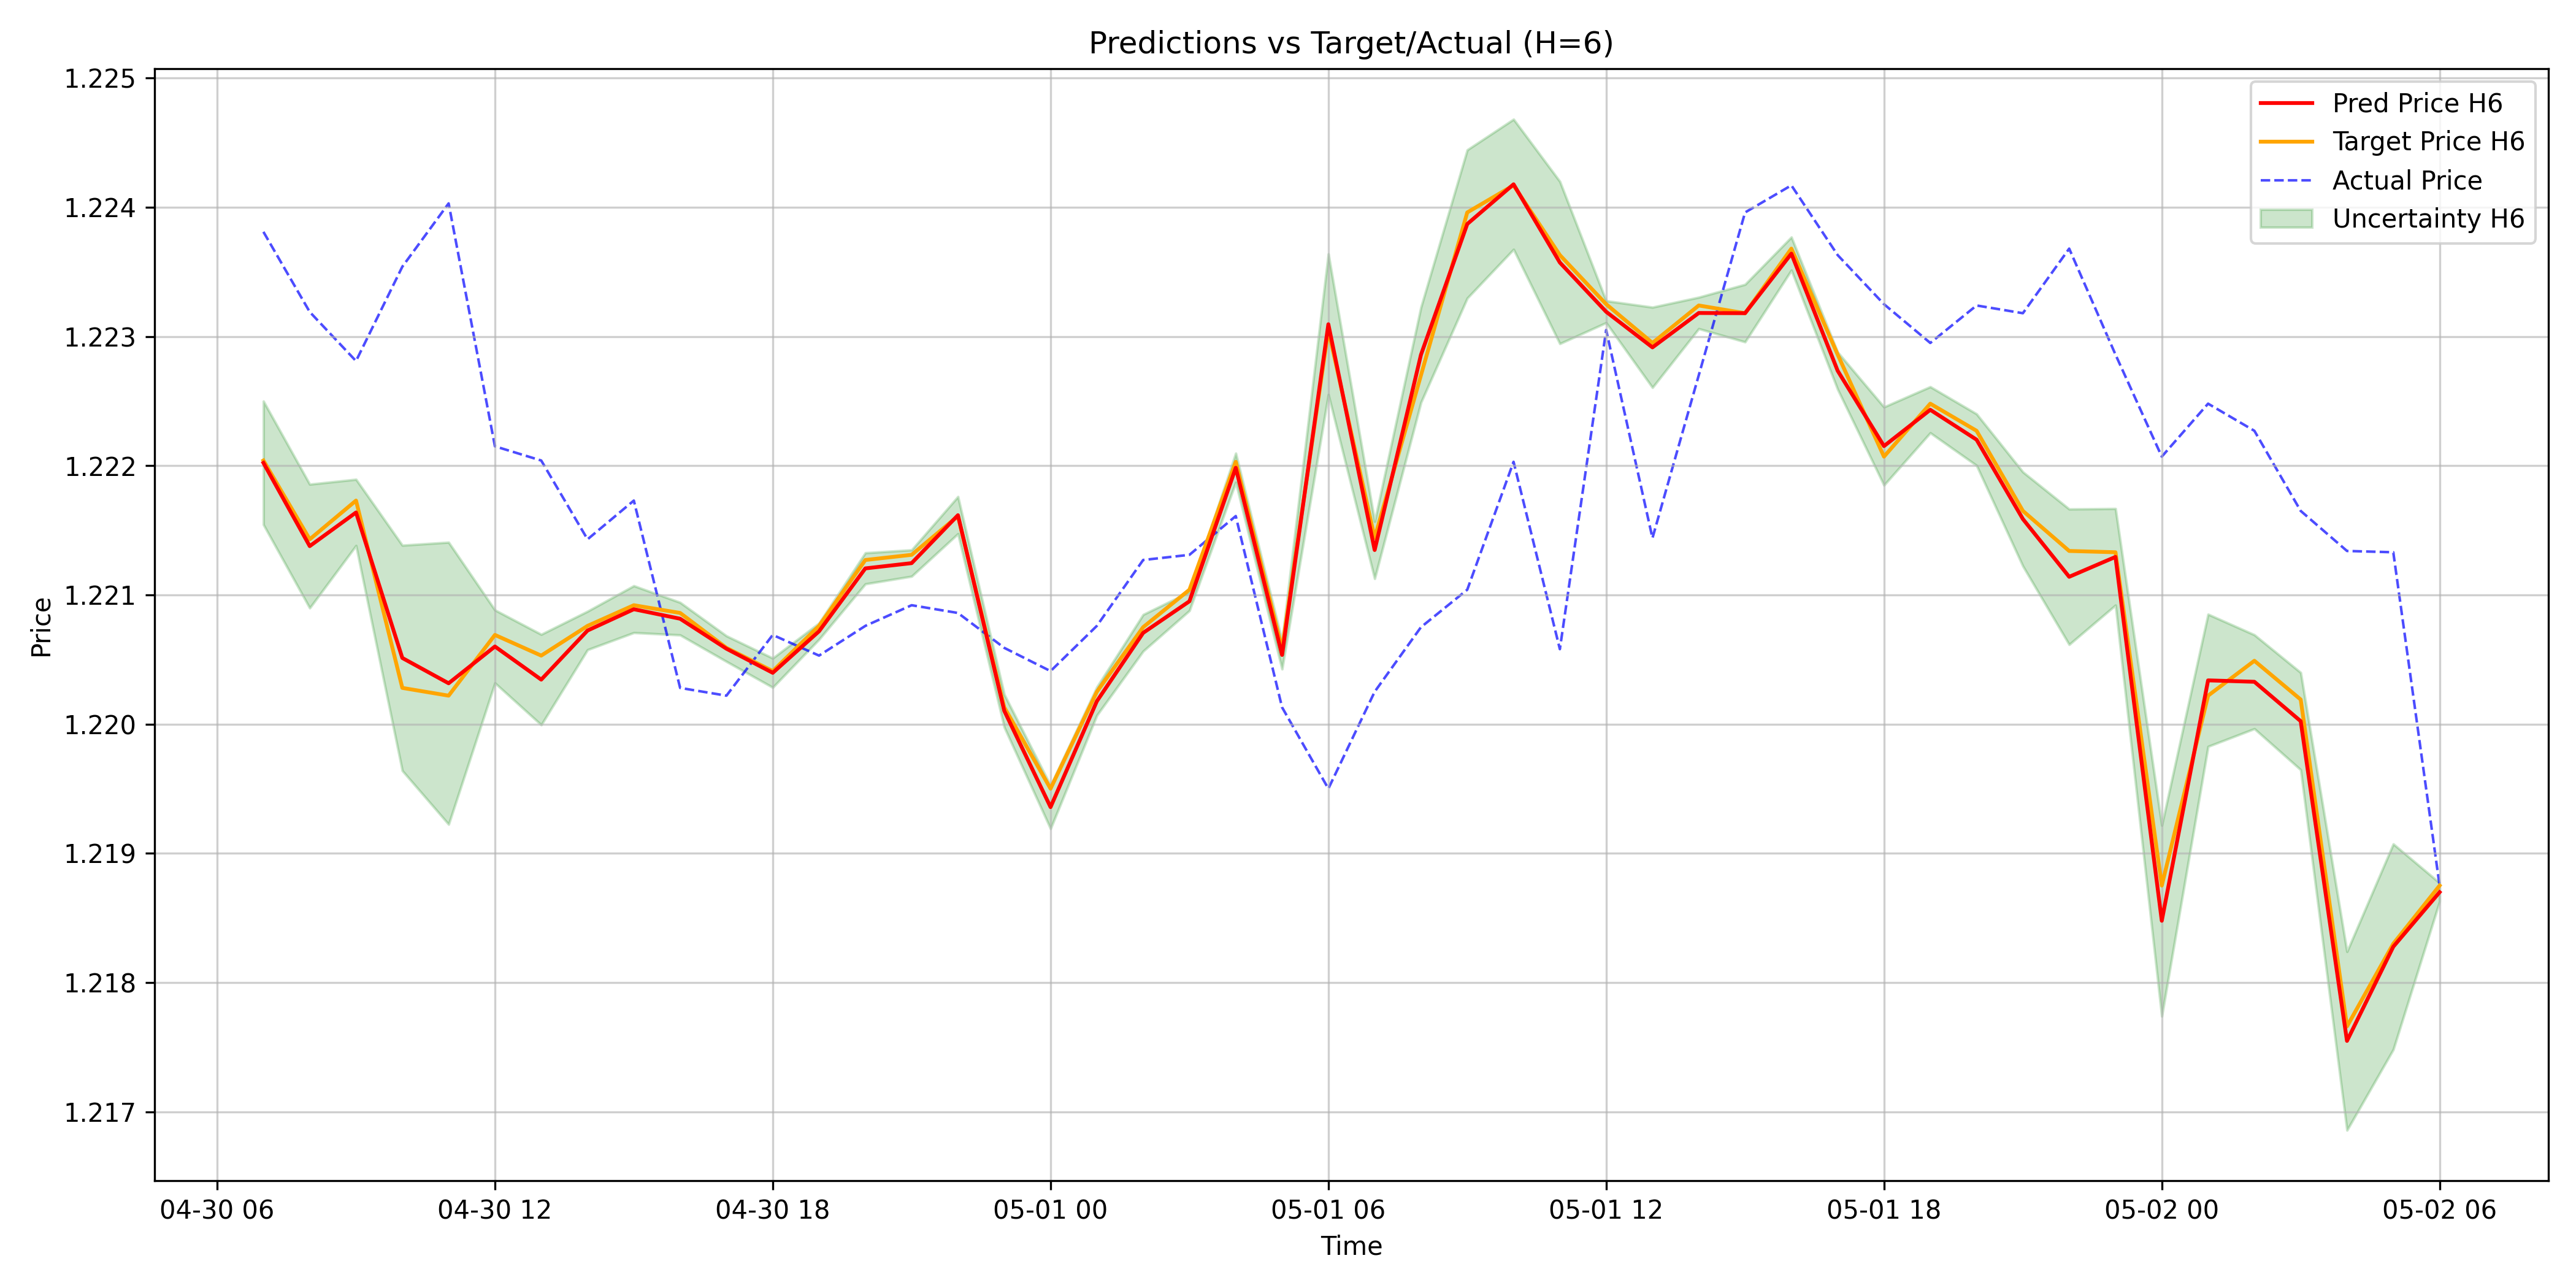 Predictions vs Target/Actual (H=6)
1.225
1.224
1.223
1.222
1.221
1.220
1.219
1.218
1.217
Price
Pred Price H6
Target Price H6
Actual Price
Uncertainty H6
04-30 06
04-30 12
04-30 18
05-01 00
05-01 06
05-01 12
05-01 18
05-02 00
05-02 06
Time